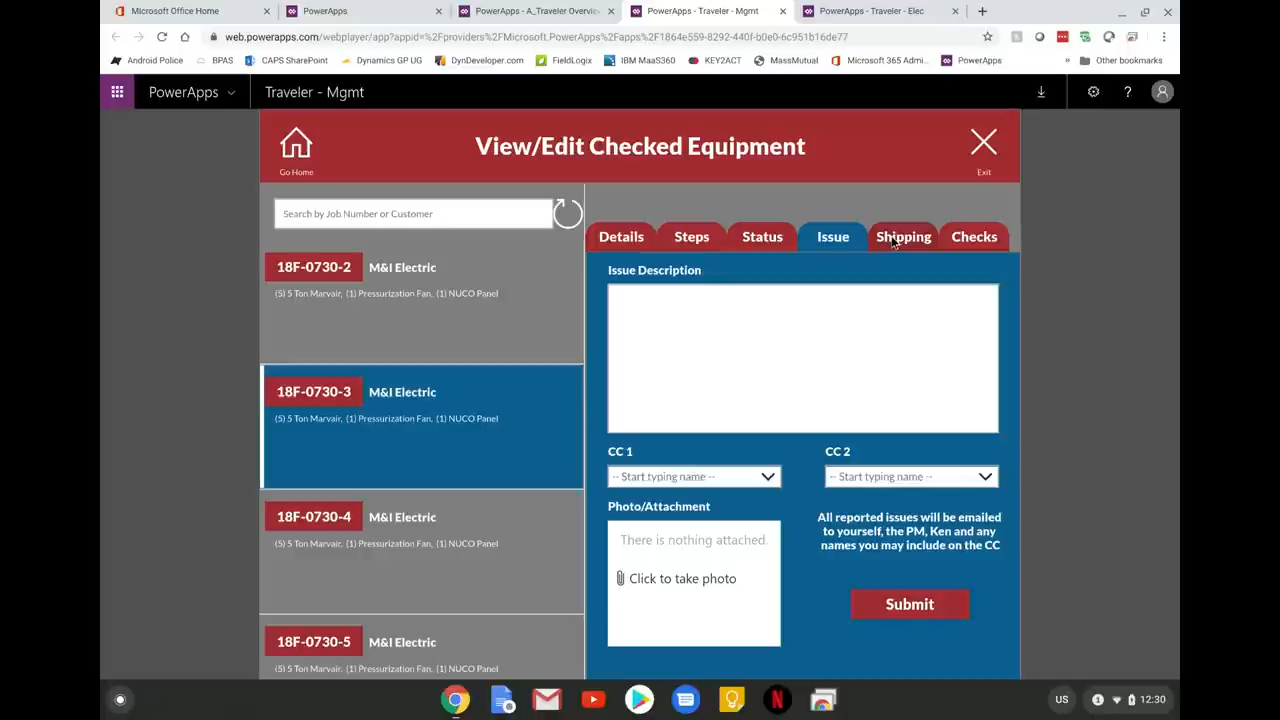 Microsoft Office Home
PowerApps
PowerApps - A_Traveler Overvie
PowerApps - Traveler - Mgmt
PowerApps - Traveler - Elec
web.powerapps.com/webplayer/app?appid=%2Fproviders%2FMicrosoft.PowerApps%2Fapps%2F1864e559-8292-440f-b0e0-6c951b16de77
Android Police
BPAS
CAPS SharePoint
Dynamics GP UG
DynDeveloper.com
FieldLogix
IBM MaaS360
KEY2ACT
MassMutual
Microsoft 365 Admi...
PowerApps
»
Other bookmarks
PowerApps
Traveler - Mgmt
Go Home
View/Edit Checked Equipment
Exit
Search by Job Number or Customer
Details
Steps
Status
Issue
Shipping
Checks
18F-0730-2
M&I Electric
(5) 5 Ton Marvair, (1) Pressurization Fan, (1) NUCO Panel
18F-0730-3
M&I Electric
(5) 5 Ton Marvair, (1) Pressurization Fan, (1) NUCO Panel
18F-0730-4
M&I Electric
(5) 5 Ton Marvair, (1) Pressurization Fan, (1) NUCO Panel
18F-0730-5
M&I Electric
(5) 5 Ton Marvair, (1) Pressurization Fan, (1) NUCO Panel
Issue Description
CC 1
CC 2
-- Start typing name --
-- Start typing name --
Photo/Attachment
There is nothing attached.
Click to take photo
All reported issues will be emailed
to yourself, the PM, Ken and any
names you may include on the CC
Submit
US
1
12:30